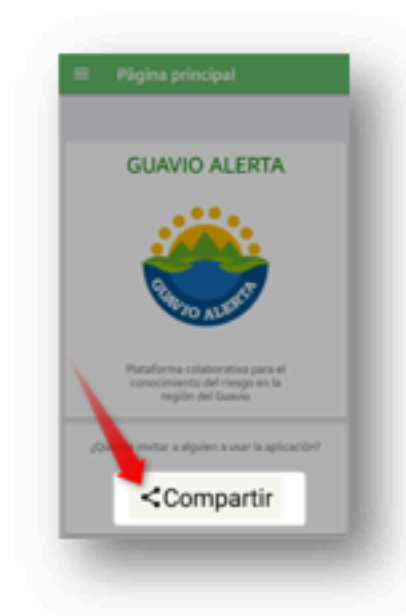 Página principal
GUAVIO ALERTA
GUAVIO ALERTA
Plataforma colaborativa para el
conocimiento del riesgo en la
región del Guavio
invitar a alguien a usar la aplicación?
Compartir